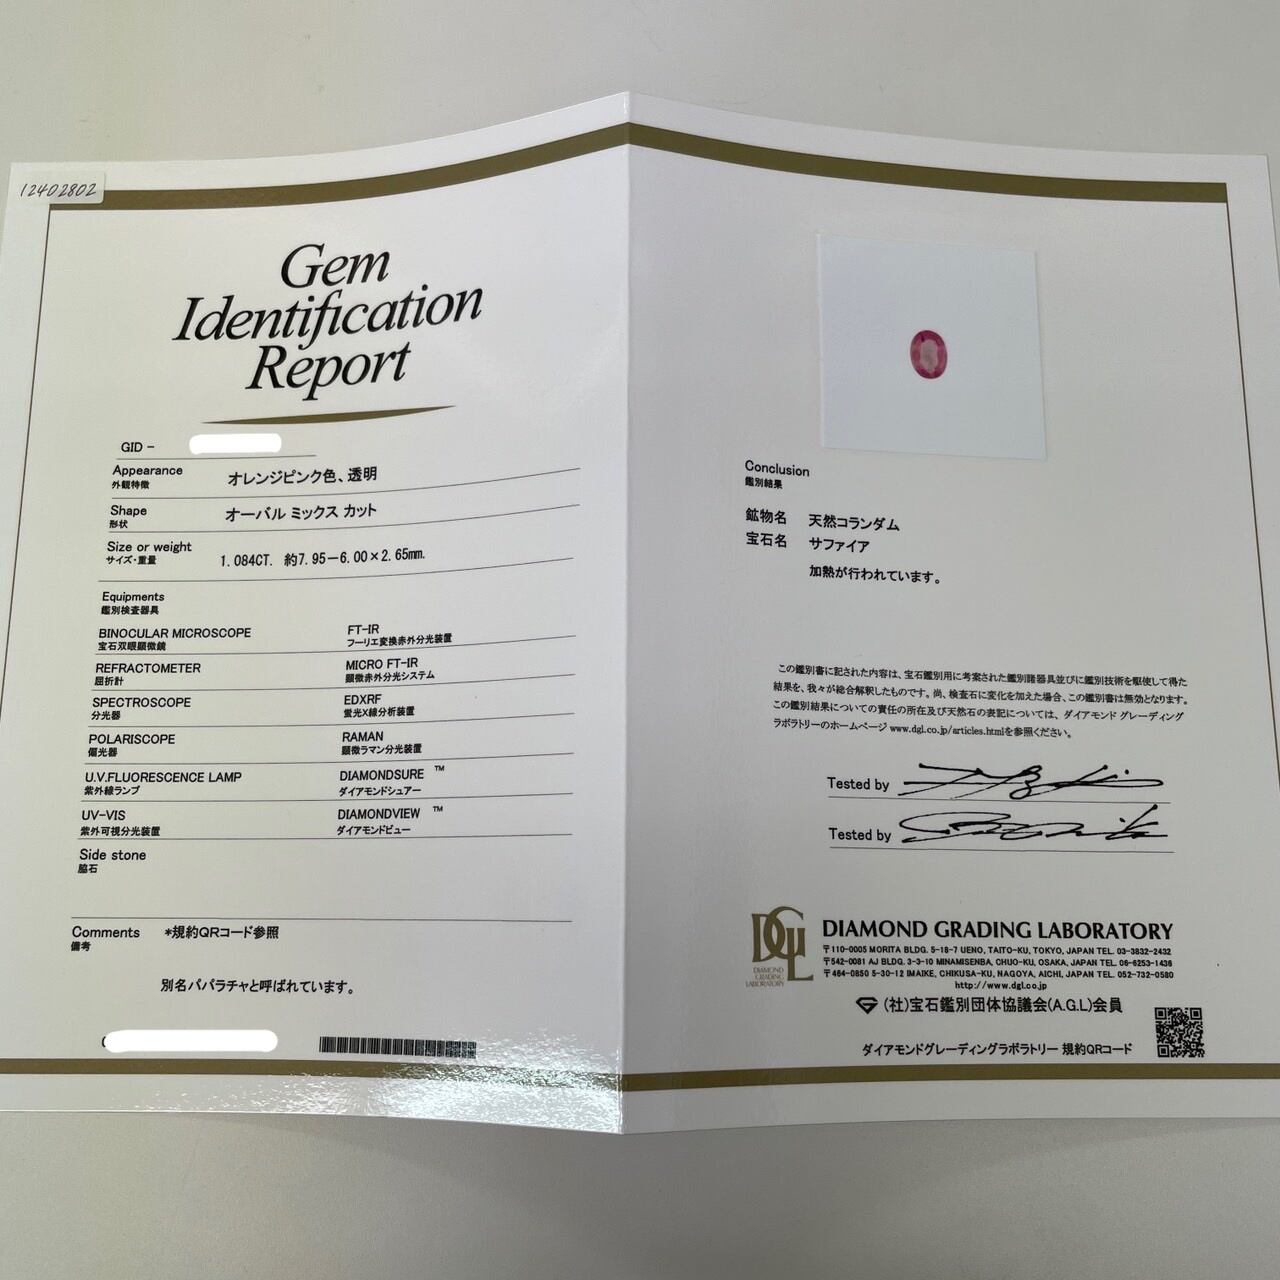 12402802
Gem
Identification
Report
GID -
Appearance
外観特徴
オレンジピンク色、透明
Shape
形状
オーバル ミックス カット
Size or weight
サイズ・重量
1.084CT. 約7.95－6.00×2.65mm.
Equipments
鑑別検査器具
BINOCULAR MICROSCOPE
宝石双眼顕微鏡
FT-IR
フーリエ変換赤外分光装置
REFRACTOMETER
屈折計
MICRO FT-IR
顕微赤外分光システム
SPECTROSCOPE
分光器
EDXRF
蛍光X線分析装置
POLARISCOPE
偏光器
RAMAN
顕微ラマン分光装置
U.V.FLUORESCENCE LAMP
紫外線ランプ
DIAMONDSURE ™
ダイアモンドシュアー
UV-VIS
紫外可視分光装置
DIAMONDVIEW ™
ダイアモンドビュー
Side stone
脇石
Comments
備考
*規約QRコード参照
別名パパラチャと呼ばれています。
Conclusion
鑑別結果
鉱物名 天然コランダム
宝石名 サファイア
加熱が行われています。
この鑑別書に記された内容は、宝石鑑別用に考案された鑑別諸器具並びに鑑別技術を駆使して得た
結果を、我々が総合解釈したものです。尚、検査石に変化を加えた場合、この鑑別書は無効となります。
この鑑別結果についての責任の所在及び天然石の表記については、ダイアモンド グレーディング
ラボラトリーのホームページ www.dgl.co.jp/articles.htmlを参照ください。
Tested by
Tested by
DGL
DIAMOND
GRADING
LABORATORY
DIAMOND GRADING LABORATORY
〒110-0005 MORITA BLDG. 5-18-7 UENO, TAITO-KU, TOKYO, JAPAN TEL. 03-3832-2432
〒542-0081 AJ BLDG. 3-3-10 MINAMISENBA, CHUO-KU, OSAKA, JAPAN TEL. 06-6253-1436
〒464-0850 5-30-12 IMAIKE, CHIKUSA-KU, NAGOYA, AICHI, JAPAN TEL. 052-732-0580
http://www.dgl.co.jp
(社)宝石鑑別団体協議会(A.G.L)会員
ダイアモンドグレーディングラボラトリー 規約QRコード